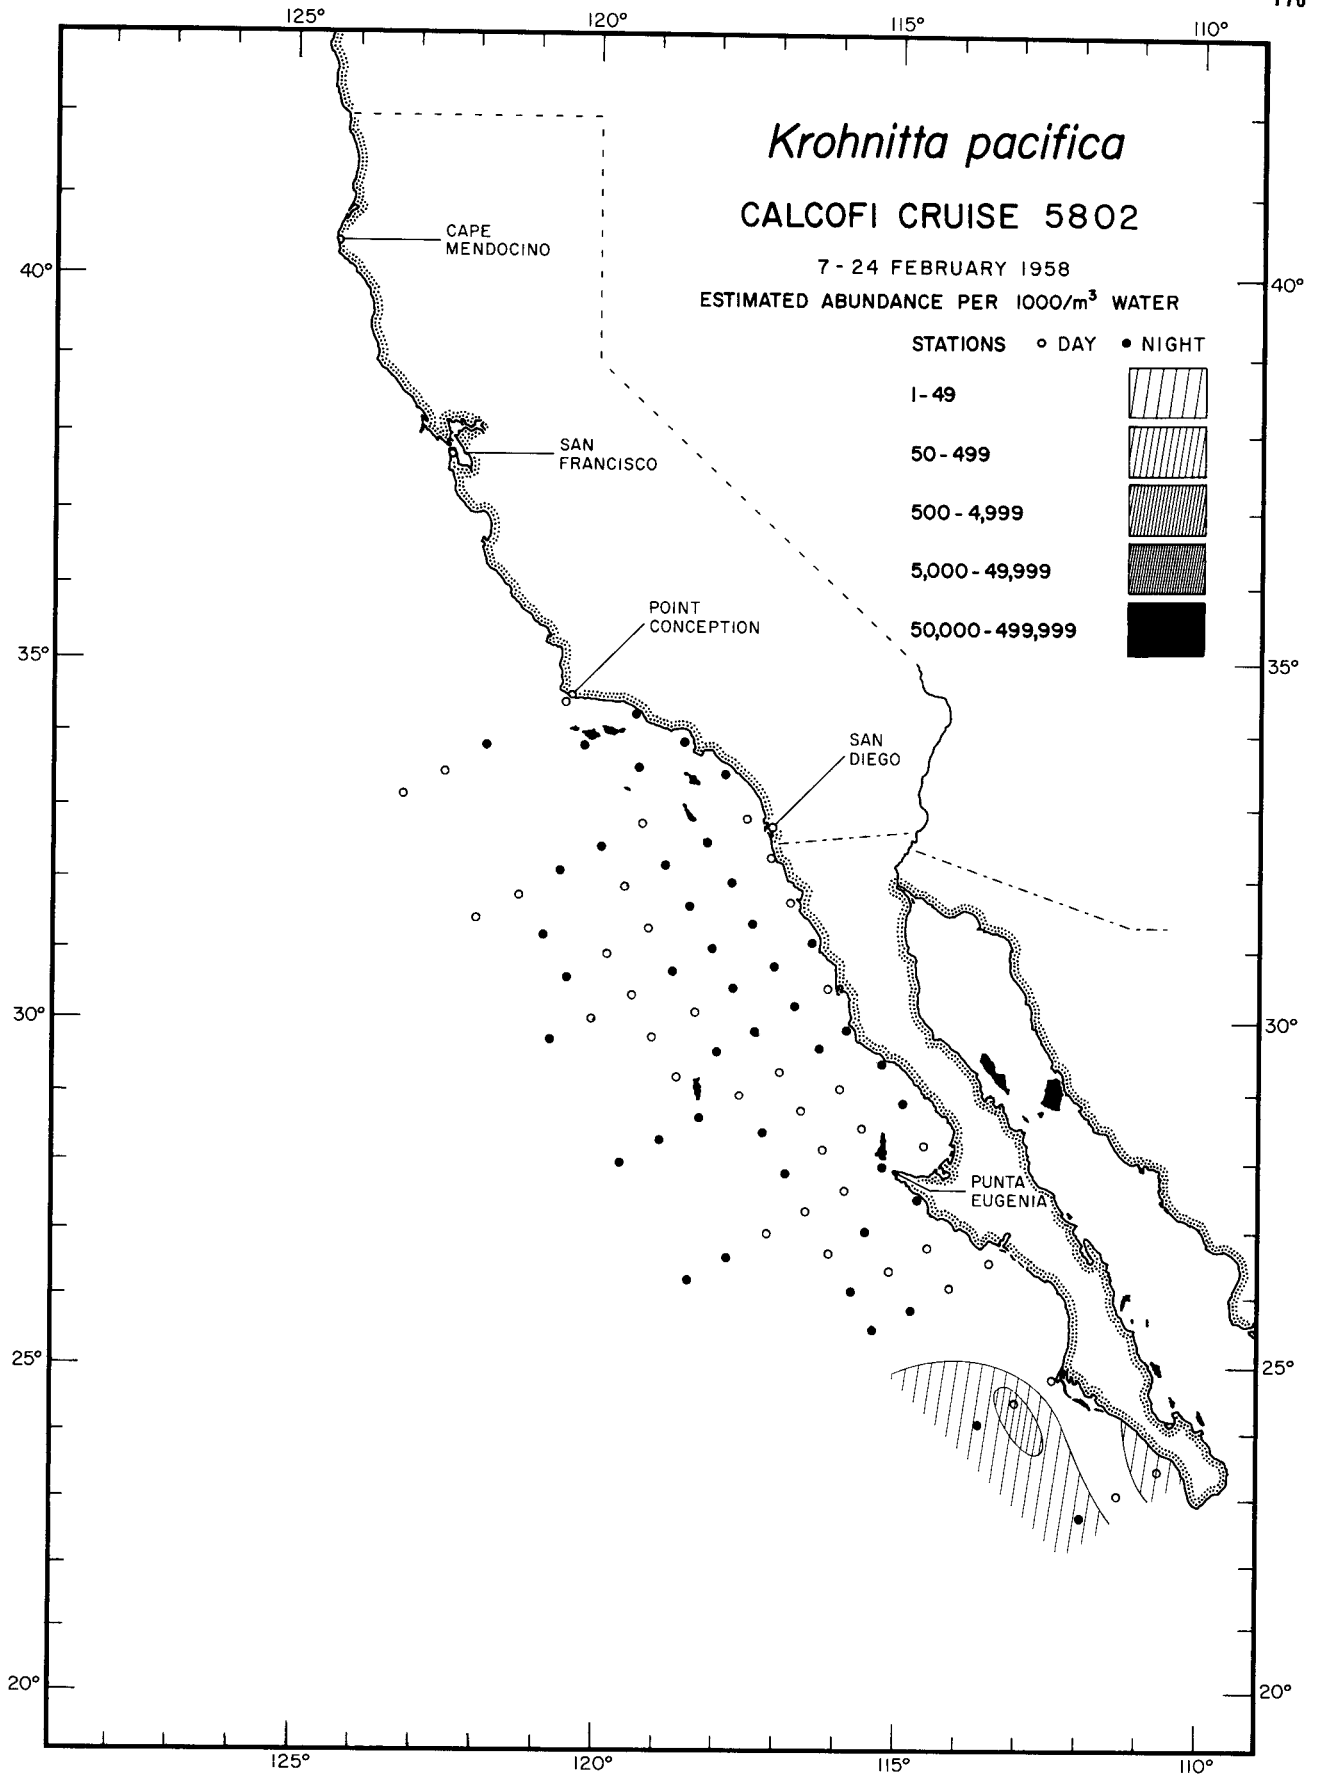 125° 120° 115° 110°
Krohnitta pacifica
CALCOFI CRUISE 5802
7-24 FEBRUARY 1958
ESTIMATED ABUNDANCE PER 1000/m³ WATER
STATIONS ○ DAY ● NIGHT
1-49
50-499
500-4,999
5,000-49,999
50,000-499,999
CAPE
MENDOCINO
40° 40°
SAN
FRANCISCO
POINT
CONCEPTION
35° 35°
SAN
DIEGO
30° 30°
PUNTA
EUGENIA
25° 25°
20° 20°
125° 120° 115° 110°